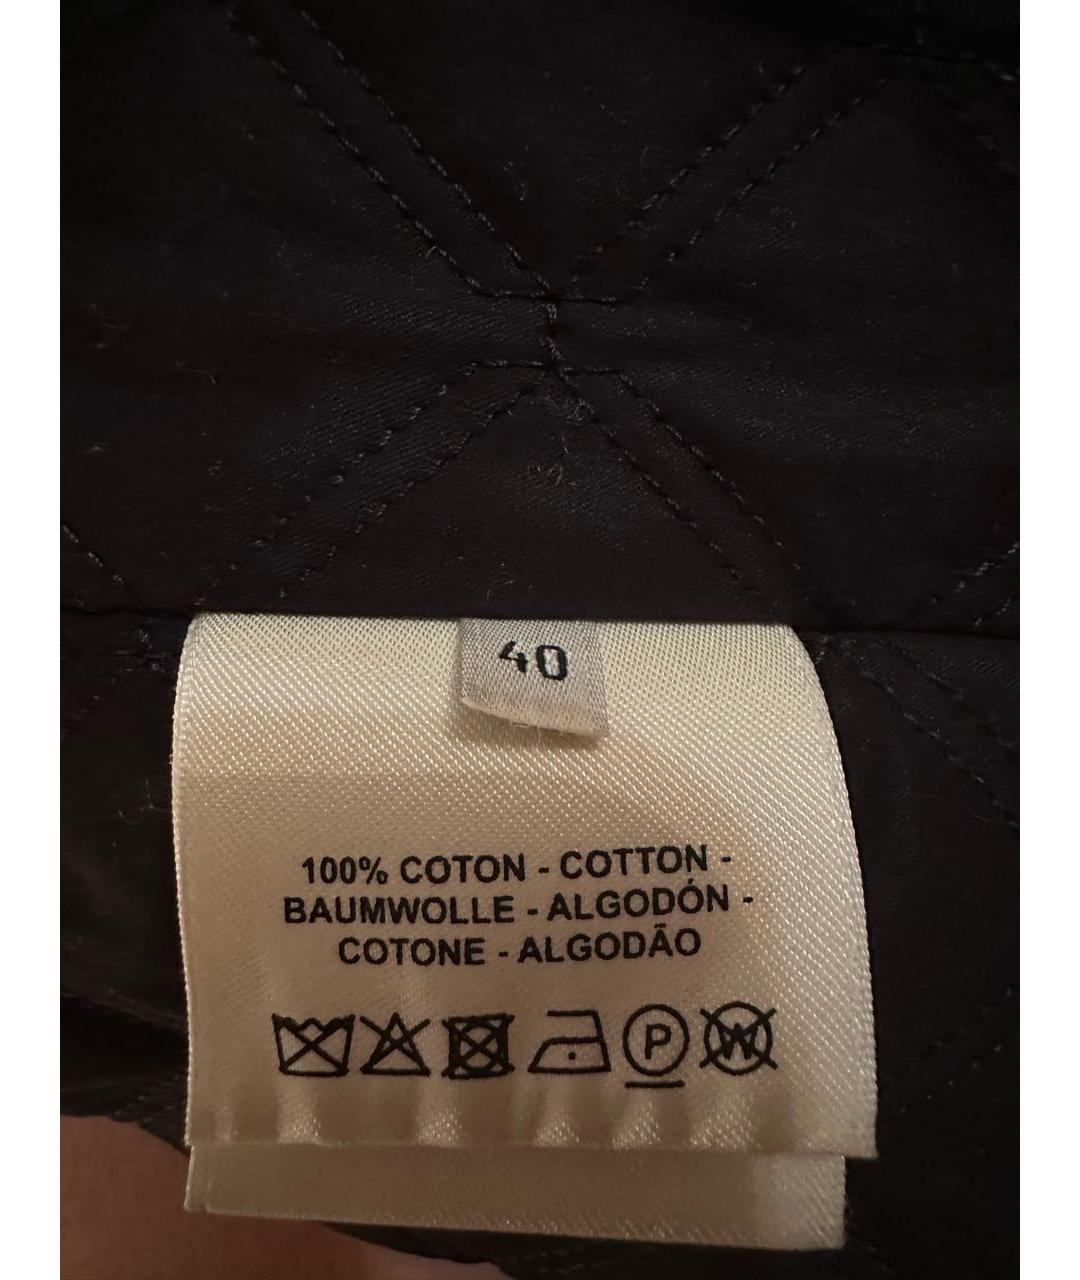 40
100% COTON - COTTON -
BAUMWOLLE - ALGODÓN -
COTONE - ALGODÃO
P W